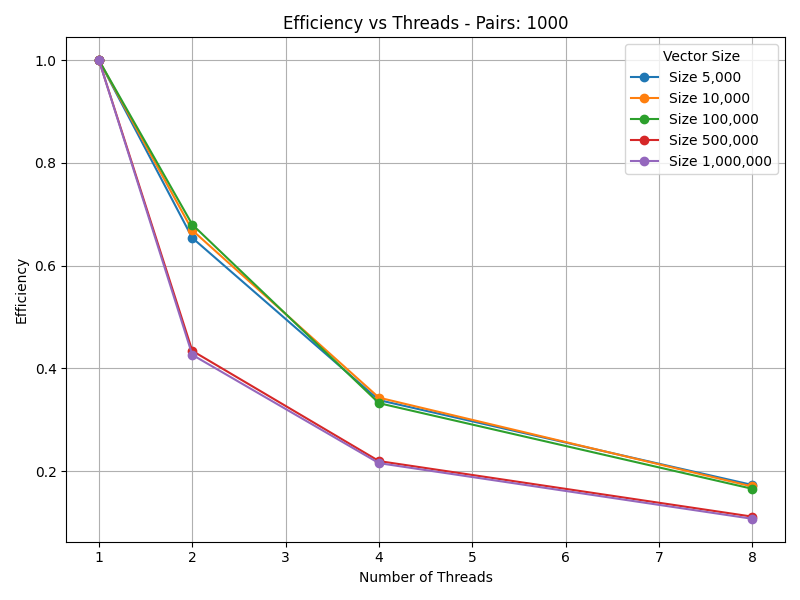 Efficiency vs Threads - Pairs: 1000
Vector Size
Size 5,000
Size 10,000
Size 100,000
Size 500,000
Size 1,000,000
1.0
0.8
0.6
0.4
0.2
Efficiency
1 2 3 4 5 6 7 8
Number of Threads